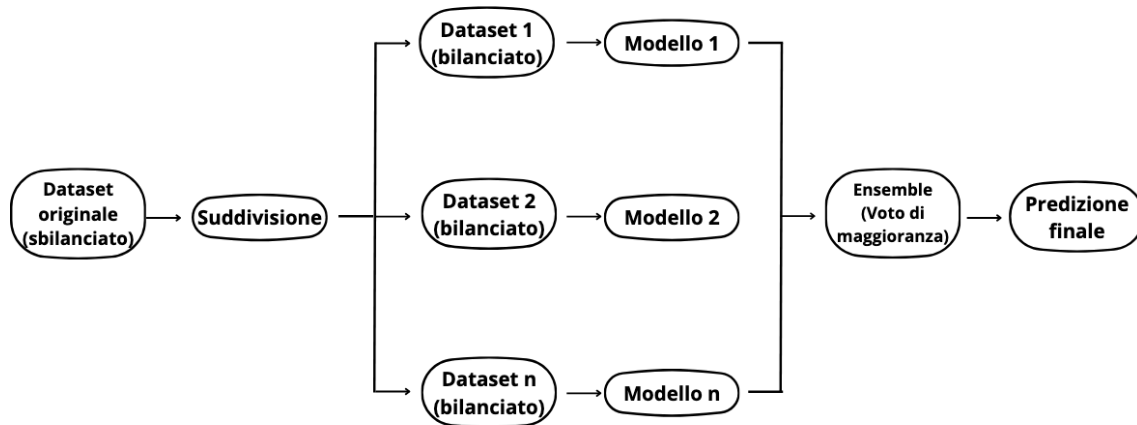 Dataset
originale
(sbilanciato)
Suddivisione
Dataset 1
(bilanciato)
Modello 1
Dataset 2
(bilanciato)
Modello 2
Dataset n
(bilanciato)
Modello n
Ensemble
(Voto di
maggioranza)
Predizione
finale